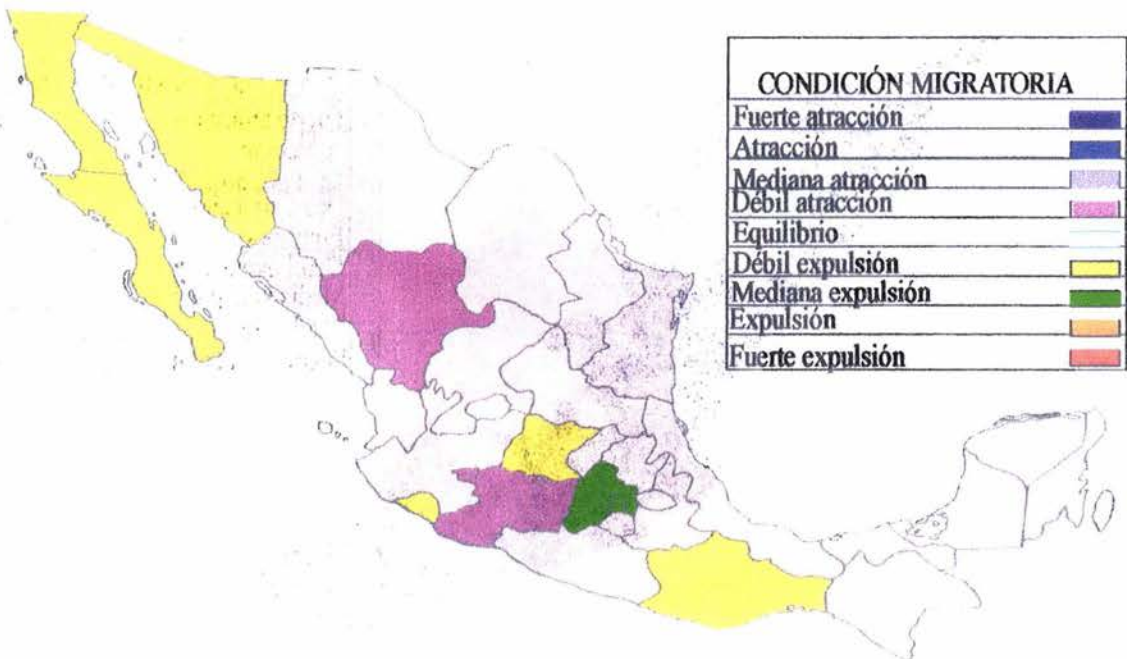 CONDICIÓN MIGRATORIA
Fuerte atracción
Atracción
Mediana atracción
Débil atracción
Equilibrio
Débil expulsión
Mediana expulsión
Expulsión
Fuerte expulsión